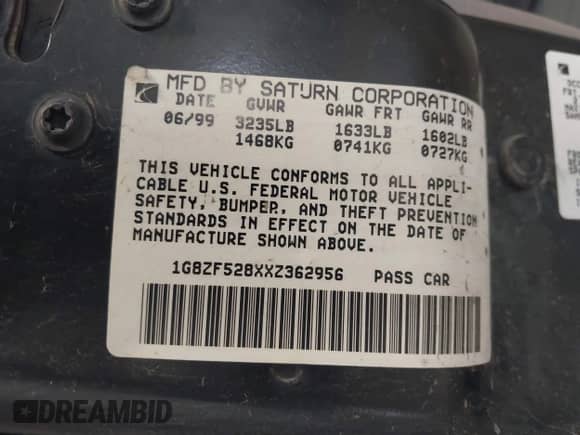 MFD BY SATURN CORPORATION
DATE GVWR GAWR FRT GAWR RR
06/99 3235LB 1633LB 1602LB
1468KG 0741KG 0727KG
THIS VEHICLE CONFORMS TO ALL APPLI-
CABLE U.S. FEDERAL MOTOR VEHICLE
SAFETY, BUMPER, AND THEFT PREVENTION
STANDARDS IN EFFECT ON THE DATE OF
MANUFACTURE SHOWN ABOVE.
1G8ZF528XXZ362956 PASS CAR
DREAMBID